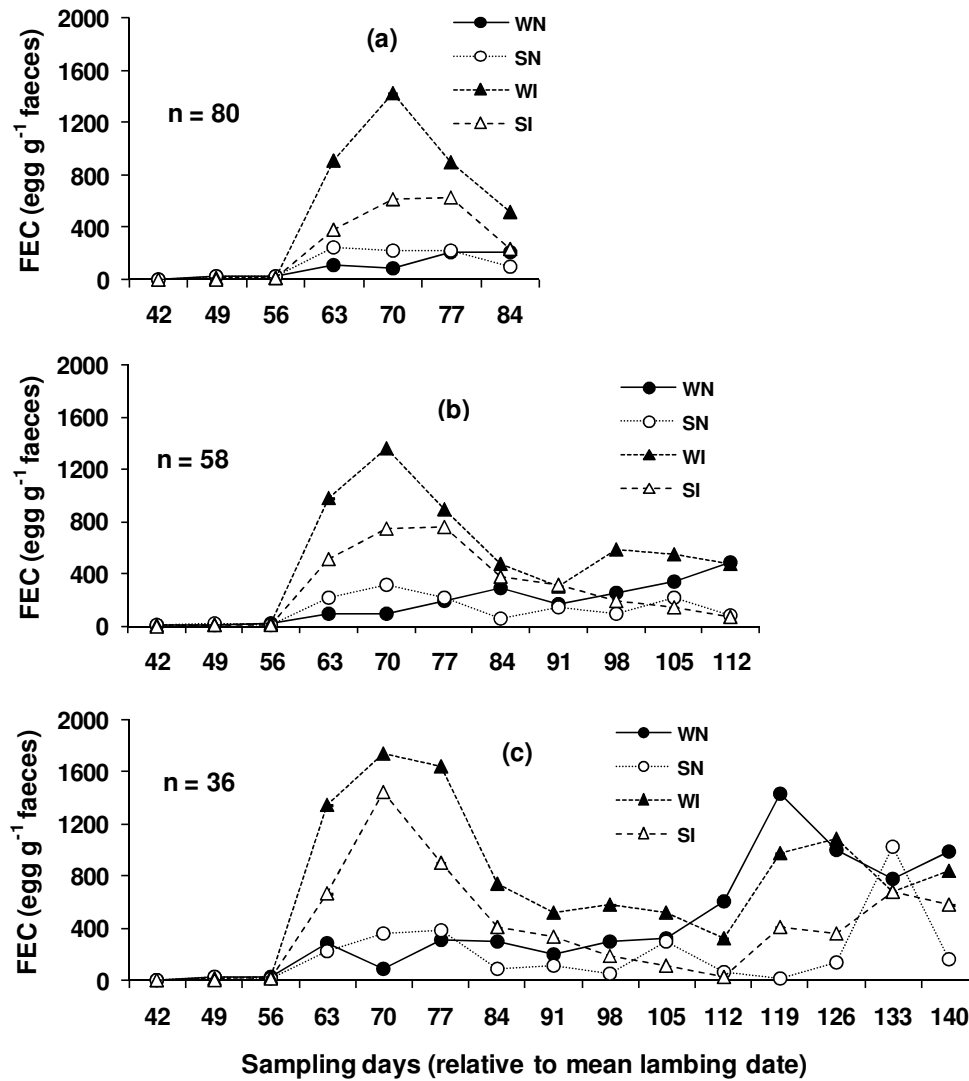 2000
1600
1200
800
400
0
FEC (egg g⁻¹ faeces)
(a)
n = 80
WN
SN
WI
SI
42 49 56 63 70 77 84
2000
1600
1200
800
400
0
FEC (egg g⁻¹ faeces)
(b)
n = 58
WN
SN
WI
SI
42 49 56 63 70 77 84 91 98 105 112
2000
1600
1200
800
400
0
FEC (egg g⁻¹ faeces)
(c)
n = 36
WN
SN
WI
SI
42 49 56 63 70 77 84 91 98 105 112 119 126 133 140
Sampling days (relative to mean lambing date)